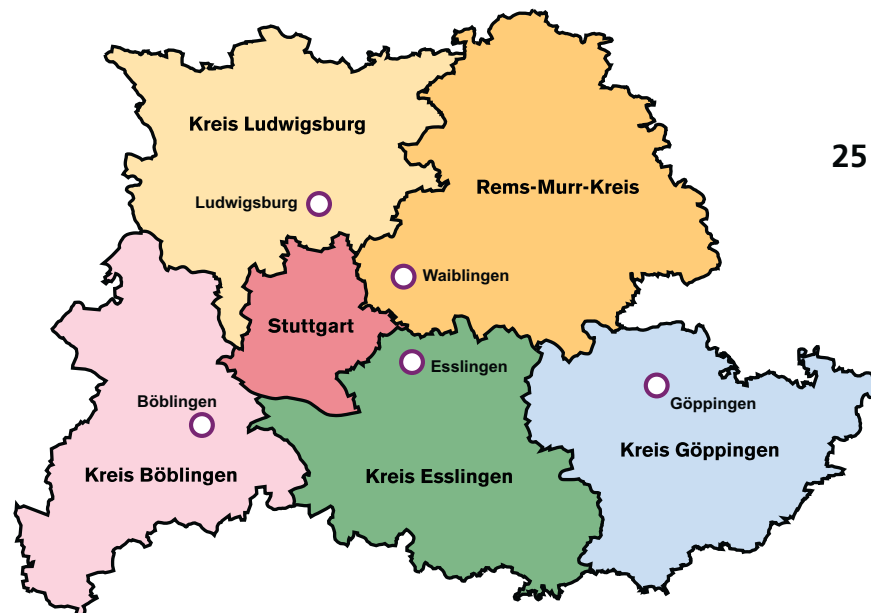 Kreis Ludwigsburg
25
Rems-Murr-Kreis
Ludwigsburg
Waiblingen
Stuttgart
Esslingen
Böblingen
Göppingen
Kreis Göppingen
Kreis Böblingen
Kreis Esslingen